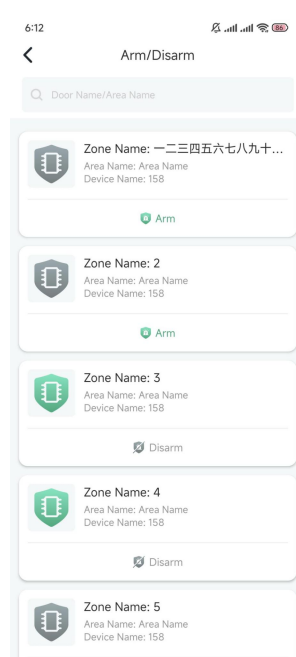 6:12
86
Arm/Disarm
Door Name/Area Name
Zone Name: 一二三四五六七八九十...
Area Name: Area Name
Device Name: 158
Arm
Zone Name: 2
Area Name: Area Name
Device Name: 158
Arm
Zone Name: 3
Area Name: Area Name
Device Name: 158
Disarm
Zone Name: 4
Area Name: Area Name
Device Name: 158
Disarm
Zone Name: 5
Area Name: Area Name
Device Name: 158